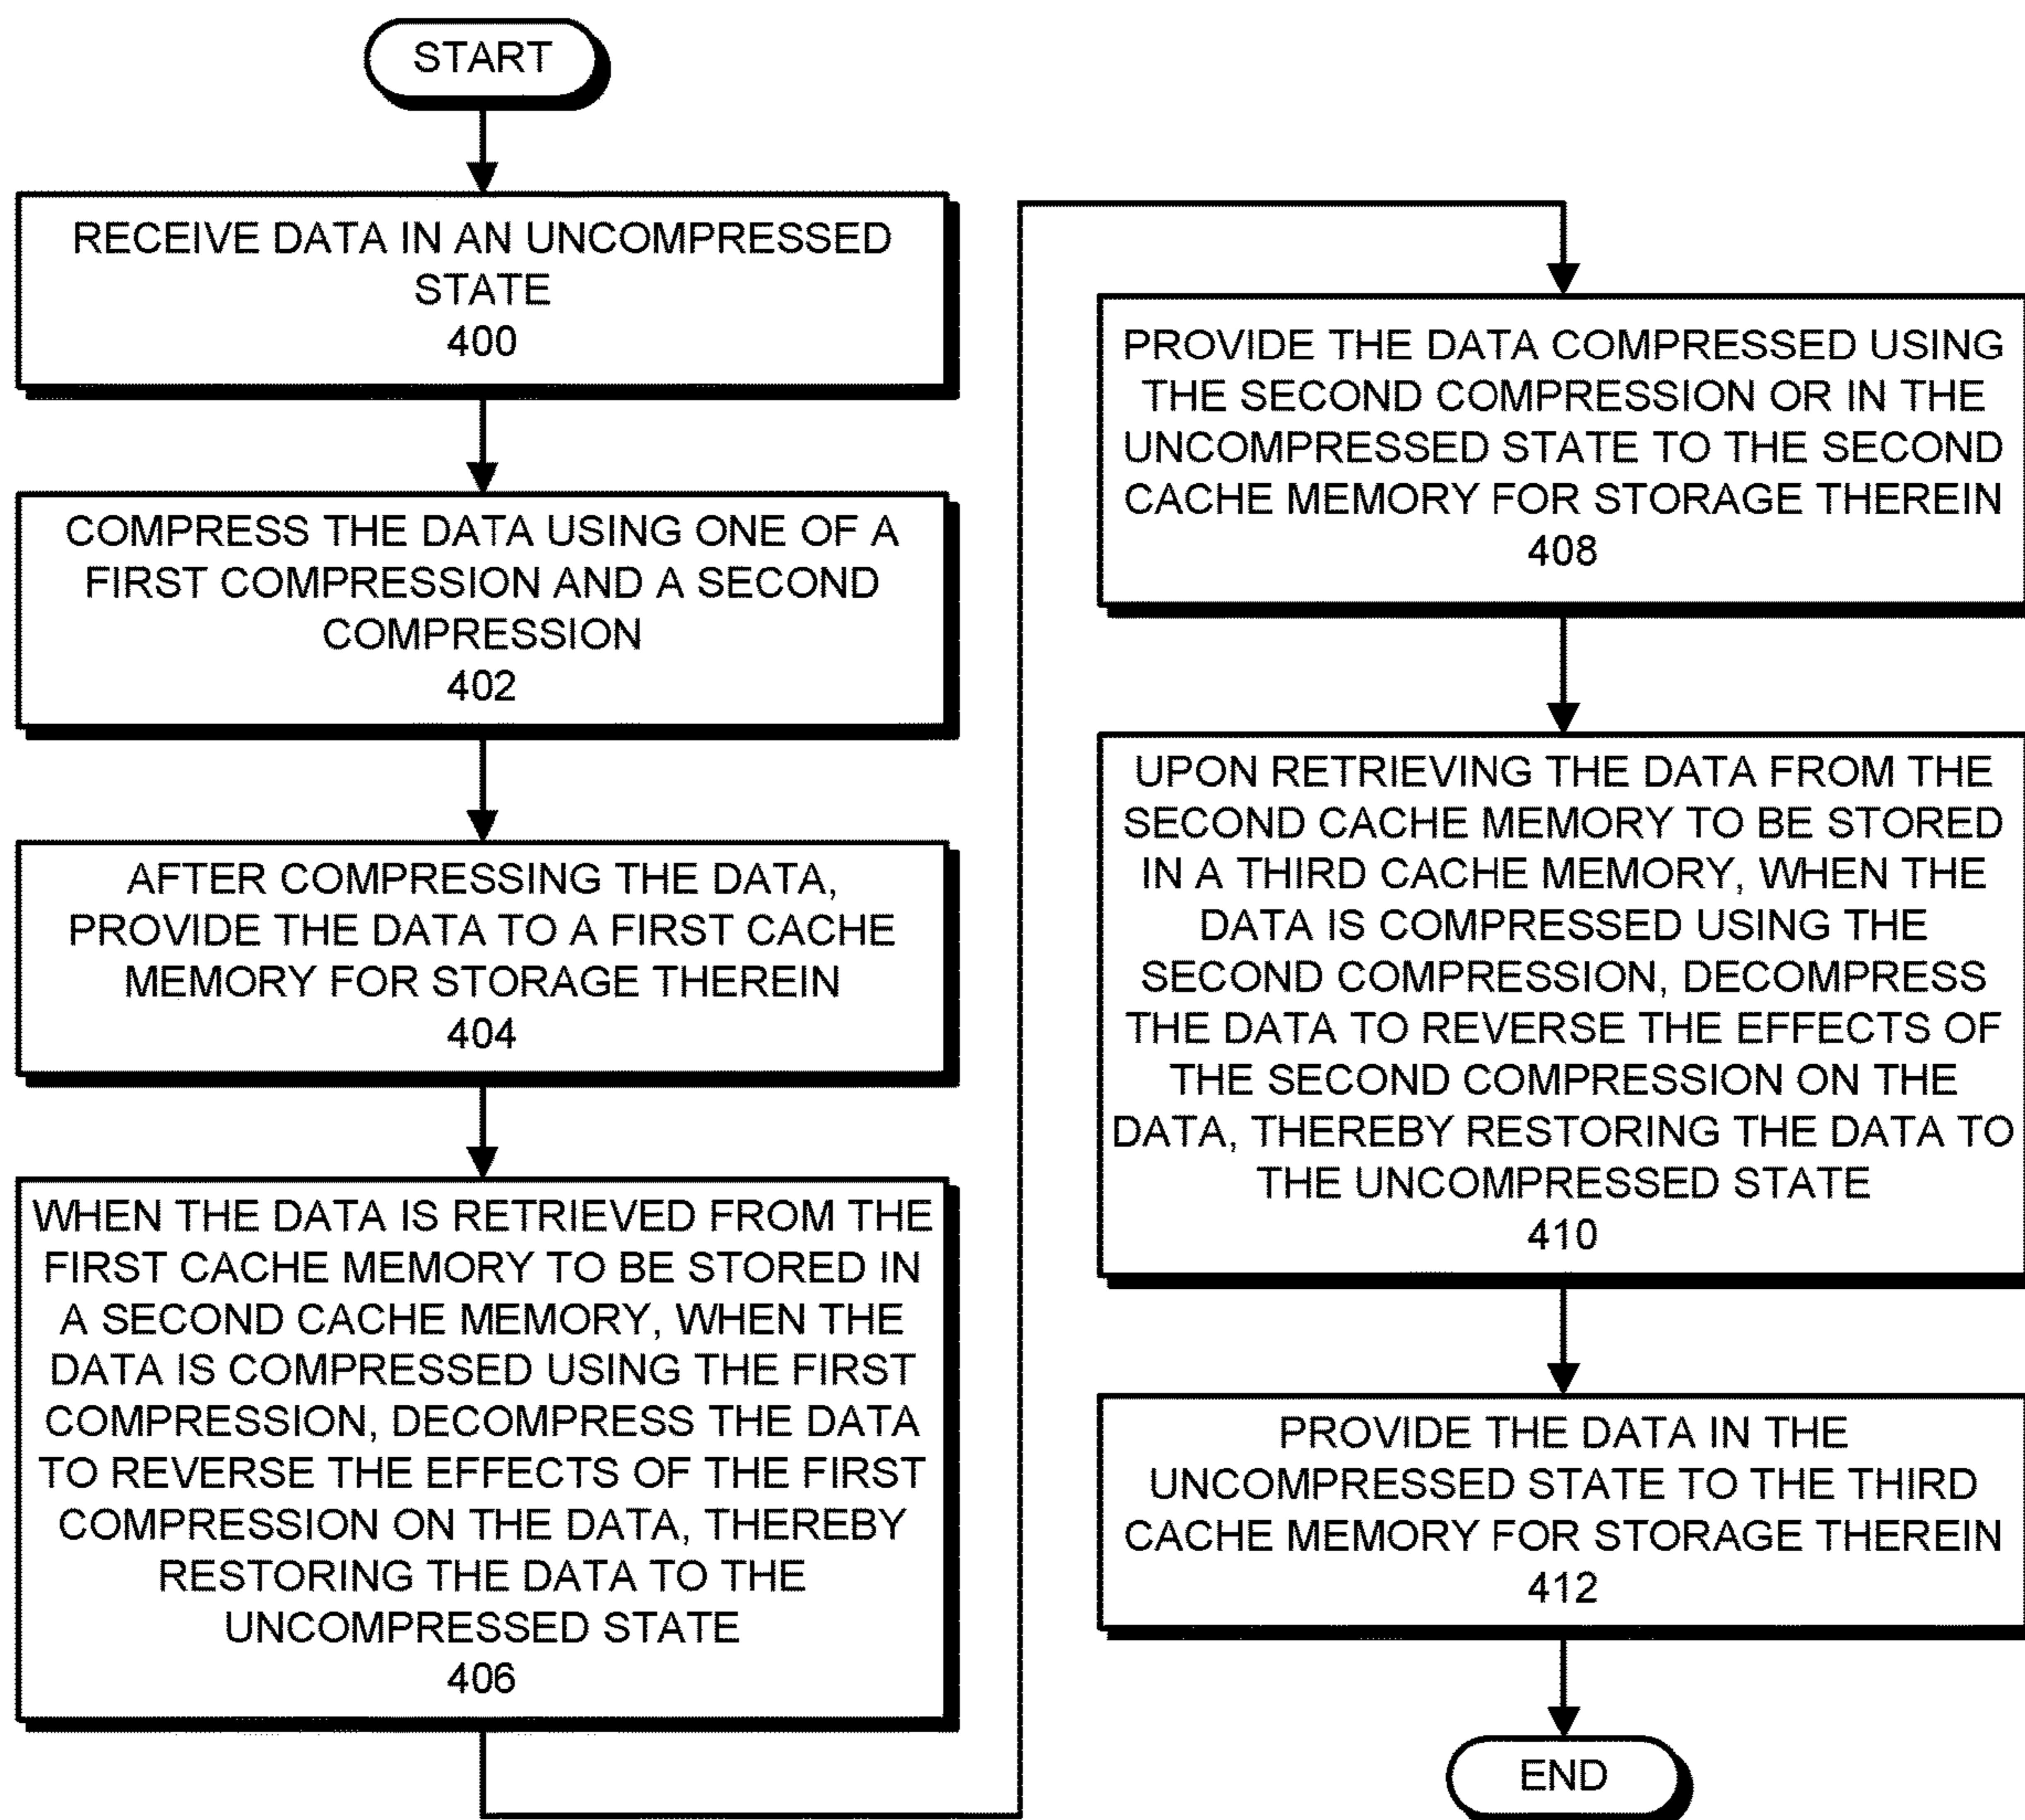 START
RECEIVE DATA IN AN UNCOMPRESSED
STATE
400
COMPRESS THE DATA USING ONE OF A
FIRST COMPRESSION AND A SECOND
COMPRESSION
402
AFTER COMPRESSING THE DATA,
PROVIDE THE DATA TO A FIRST CACHE
MEMORY FOR STORAGE THEREIN
404
WHEN THE DATA IS RETRIEVED FROM THE
FIRST CACHE MEMORY TO BE STORED IN
A SECOND CACHE MEMORY, WHEN THE
DATA IS COMPRESSED USING THE FIRST
COMPRESSION, DECOMPRESS THE DATA
TO REVERSE THE EFFECTS OF THE FIRST
COMPRESSION ON THE DATA, THEREBY
RESTORING THE DATA TO THE
UNCOMPRESSED STATE
406
PROVIDE THE DATA COMPRESSED USING
THE SECOND COMPRESSION OR IN THE
UNCOMPRESSED STATE TO THE SECOND
CACHE MEMORY FOR STORAGE THEREIN
408
UPON RETRIEVING THE DATA FROM THE
SECOND CACHE MEMORY TO BE STORED
IN A THIRD CACHE MEMORY, WHEN THE
DATA IS COMPRESSED USING THE
SECOND COMPRESSION, DECOMPRESS
THE DATA TO REVERSE THE EFFECTS OF
THE SECOND COMPRESSION ON THE
DATA, THEREBY RESTORING THE DATA TO
THE UNCOMPRESSED STATE
410
PROVIDE THE DATA IN THE
UNCOMPRESSED STATE TO THE THIRD
CACHE MEMORY FOR STORAGE THEREIN
412
END